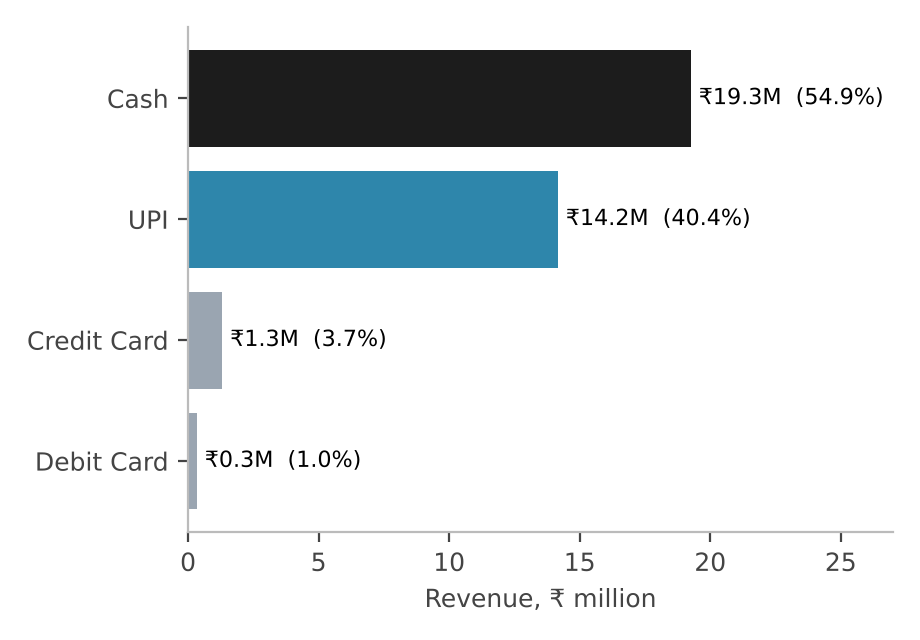 Cash
₹19.3M (54.9%)
UPI
₹14.2M (40.4%)
Credit Card
₹1.3M (3.7%)
Debit Card
₹0.3M (1.0%)
0 5 10 15 20 25
Revenue, ₹ million